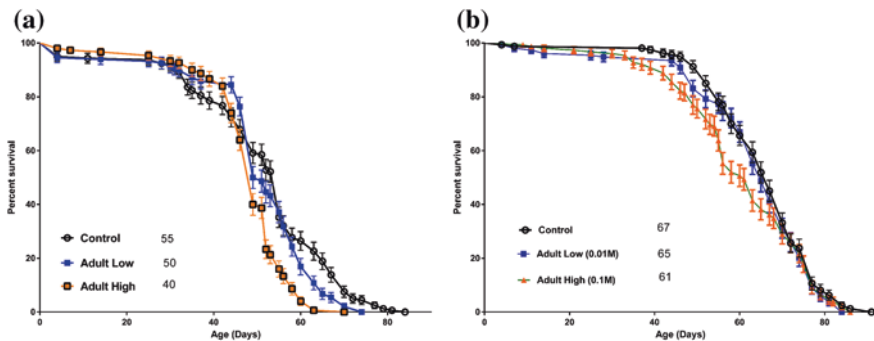 (a)
Percent survival
100
80
60
40
20
0
Control 55
Adult Low 50
Adult High 40
0 20 40 60 80
Age (Days)
(b)
Percent survival
100
80
60
40
20
0
Control 67
Adult Low (0.01M) 65
Adult High (0.1M) 61
0 20 40 60 80
Age (Days)